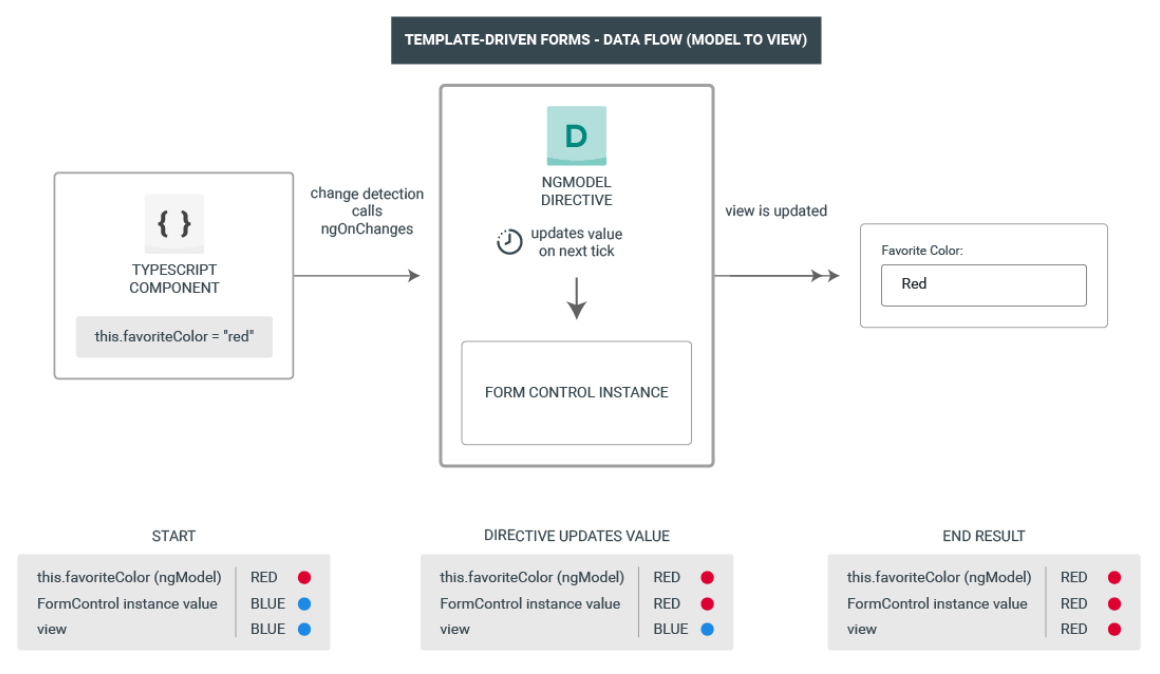 TEMPLATE-DRIVEN FORMS - DATA FLOW (MODEL TO VIEW)
{ }
TYPESCRIPT
COMPONENT
this.favoriteColor = "red"
change detection
calls
ngOnChanges
D
NGMODEL
DIRECTIVE
updates value
on next tick
FORM CONTROL INSTANCE
view is updated
Favorite Color:
Red
START
this.favoriteColor (ngModel) RED
FormControl instance value BLUE
view BLUE
DIRECTIVE UPDATES VALUE
this.favoriteColor (ngModel) RED
FormControl instance value RED
view BLUE
END RESULT
this.favoriteColor (ngModel) RED
FormControl instance value RED
view RED